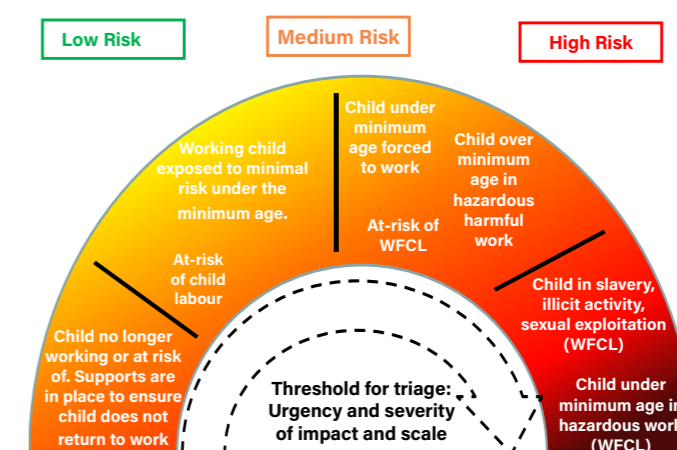 Low Risk
Medium Risk
High Risk
Working child
exposed to minimal
risk under the
minimum age.
At-risk
of child
labour
Child no longer
working or at risk
of. Supports are
in place to ensure
child does not
return to work
Child under
minimum
age forced
to work
At-risk of
WFCL
Child over
minimum
age in
hazardous
harmful
work
Child in slavery,
illicit activity,
sexual exploitation
(WFCL)
Child under
minimum age in
hazardous work
(WFCL)
Threshold for triage:
Urgency and severity
of impact and scale